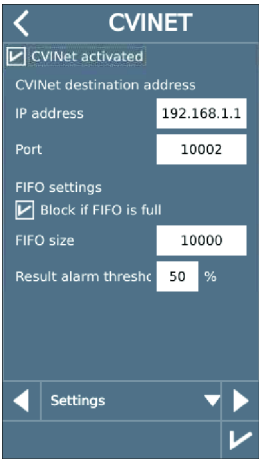 CVINET
CVINet activated
CVINet destination address
IP address 192.168.1.1
Port 10002
FIFO settings
Block if FIFO is full
FIFO size 10000
Result alarm thresho 50 %
Settings